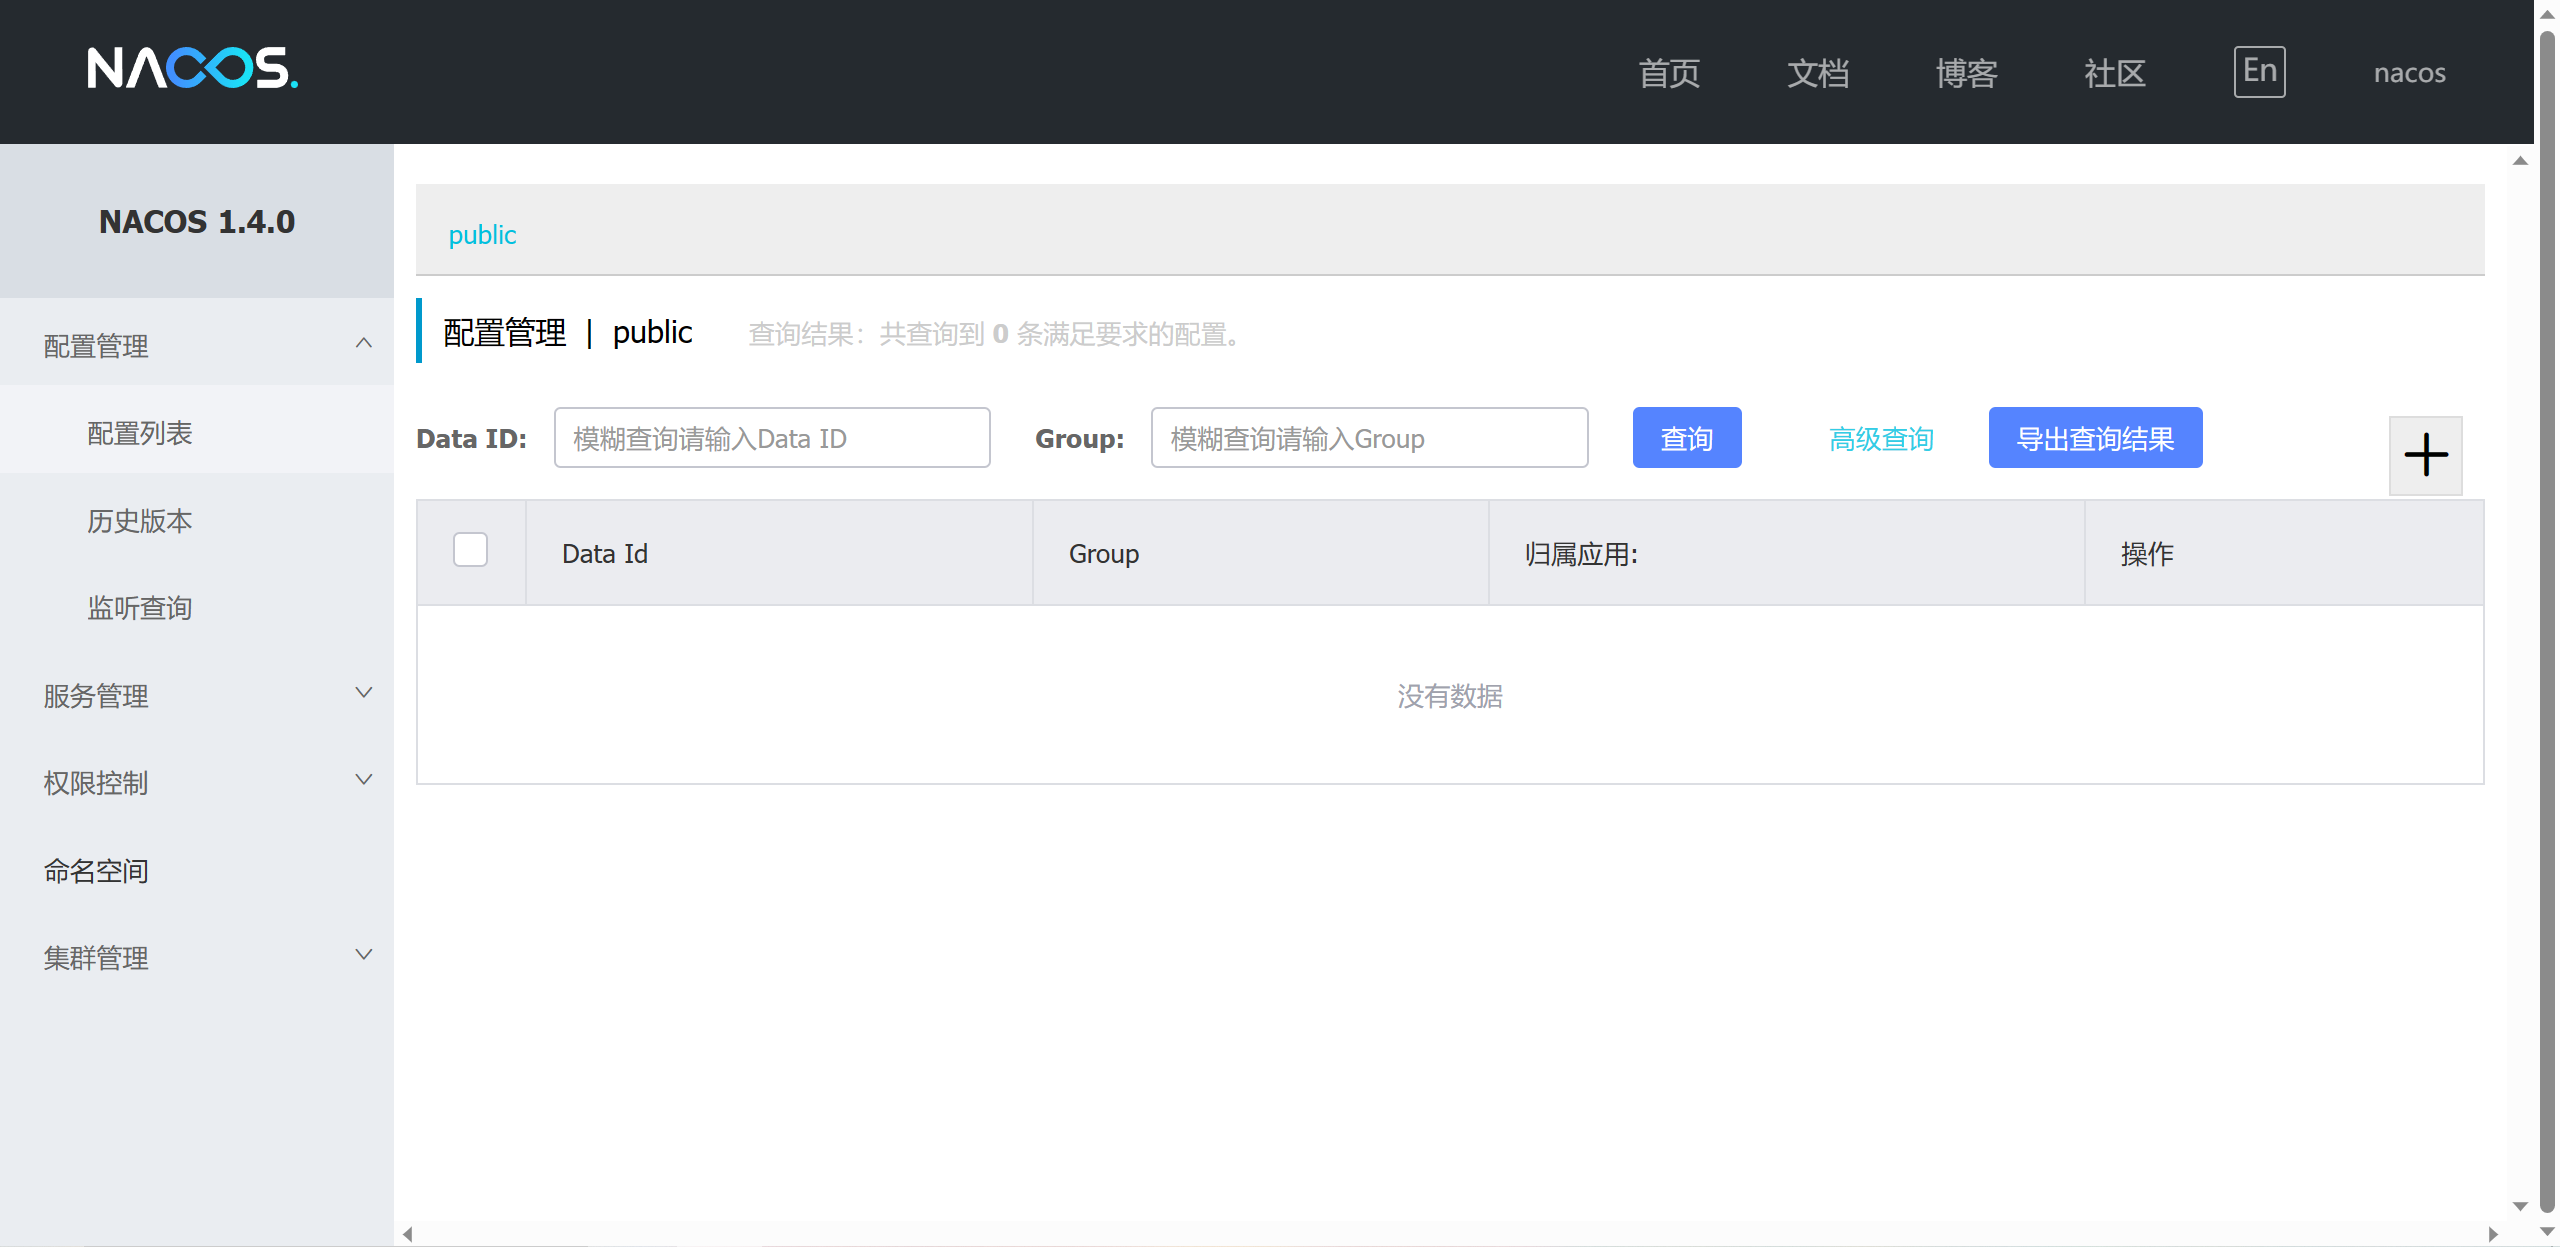 NACOS.
首页 文档 博客 社区 En nacos
NACOS 1.4.0
配置管理
配置列表
历史版本
监听查询
服务管理
权限控制
命名空间
集群管理
public
配置管理 | public 查询结果：共查询到 0 条满足要求的配置。
Data ID: 模糊查询请输入Data ID Group: 模糊查询请输入Group 查询 高级查询 导出查询结果
Data Id Group 归属应用: 操作
没有数据